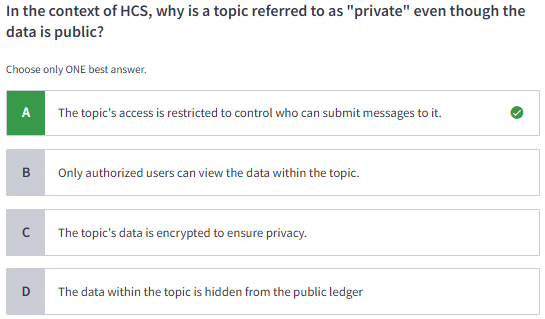 In the context of HCS, why is a topic referred to as "private" even though the
data is public?
Choose only ONE best answer.
A
The topic's access is restricted to control who can submit messages to it.
B
Only authorized users can view the data within the topic.
C
The topic's data is encrypted to ensure privacy.
D
The data within the topic is hidden from the public ledger